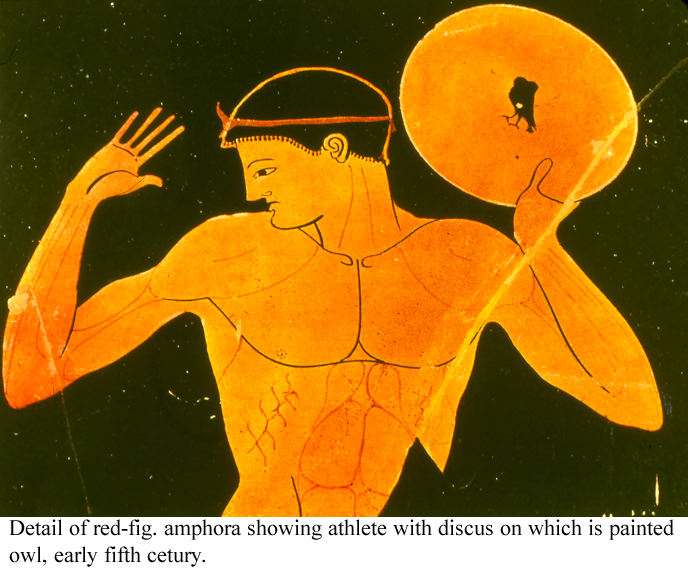 Detail of red-fig. amphora showing athlete with discus on which is painted
owl, early fifth cetury.